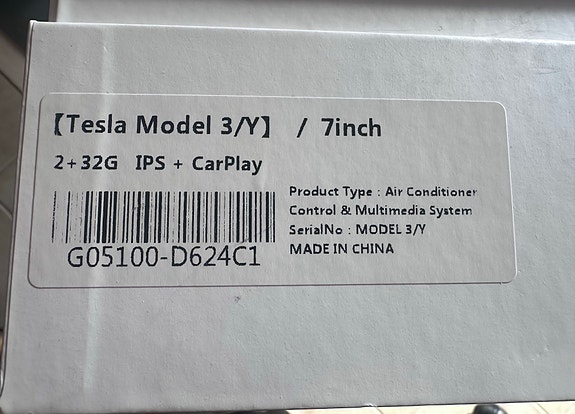 【Tesla Model 3/Y】 / 7inch
2+32G IPS + CarPlay
G05100-D624C1
Product Type : Air Conditioner
Control & Multimedia System
SerialNo : MODEL 3/Y
MADE IN CHINA